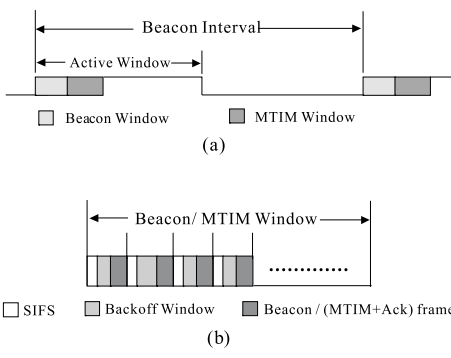 Beacon Interval
Active Window
Beacon Window
MTIM Window
(a)
Beacon/ MTIM Window
SIFS
Backoff Window
Beacon / (MTIM+Ack) frame
(b)